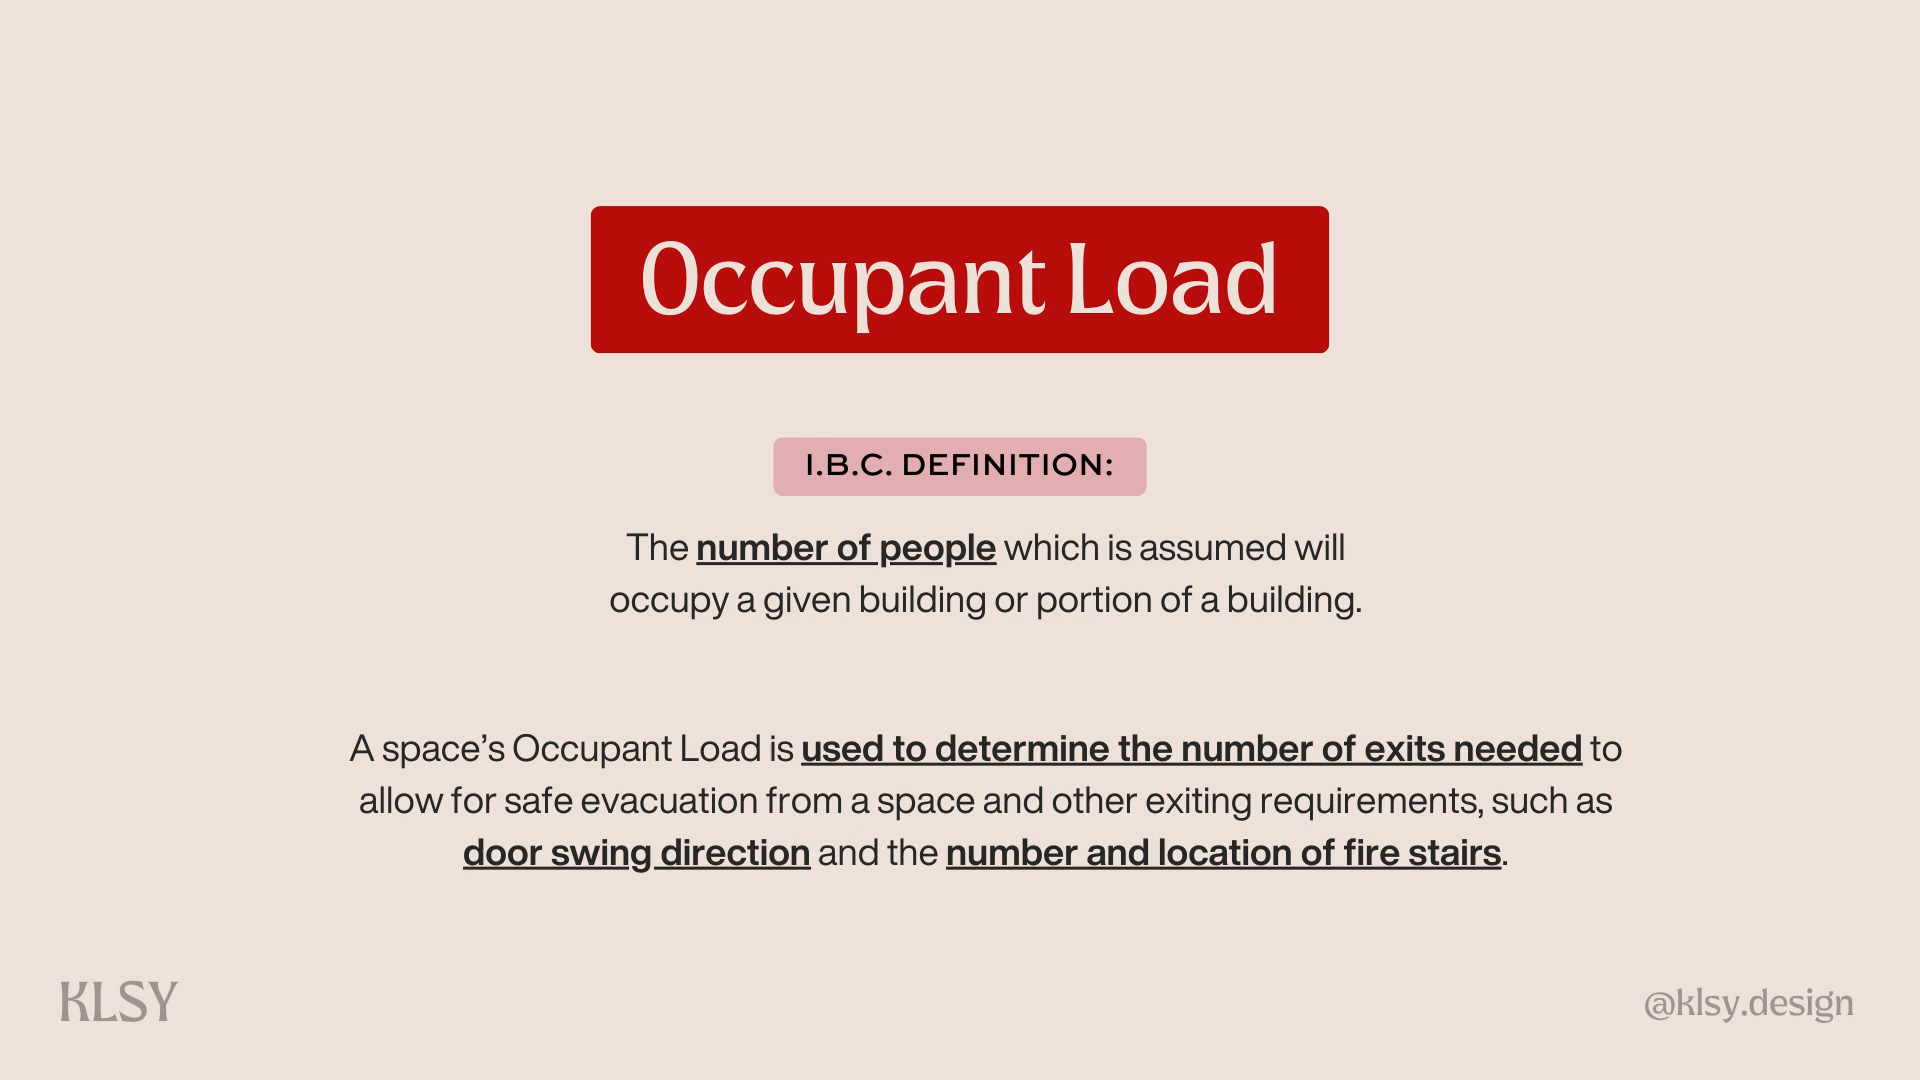 Occupant Load
I.B.C. DEFINITION:
The number of people which is assumed will
occupy a given building or portion of a building.
A space’s Occupant Load is used to determine the number of exits needed to
allow for safe evacuation from a space and other exiting requirements, such as
door swing direction and the number and location of fire stairs.
KLSY
@klsy.design